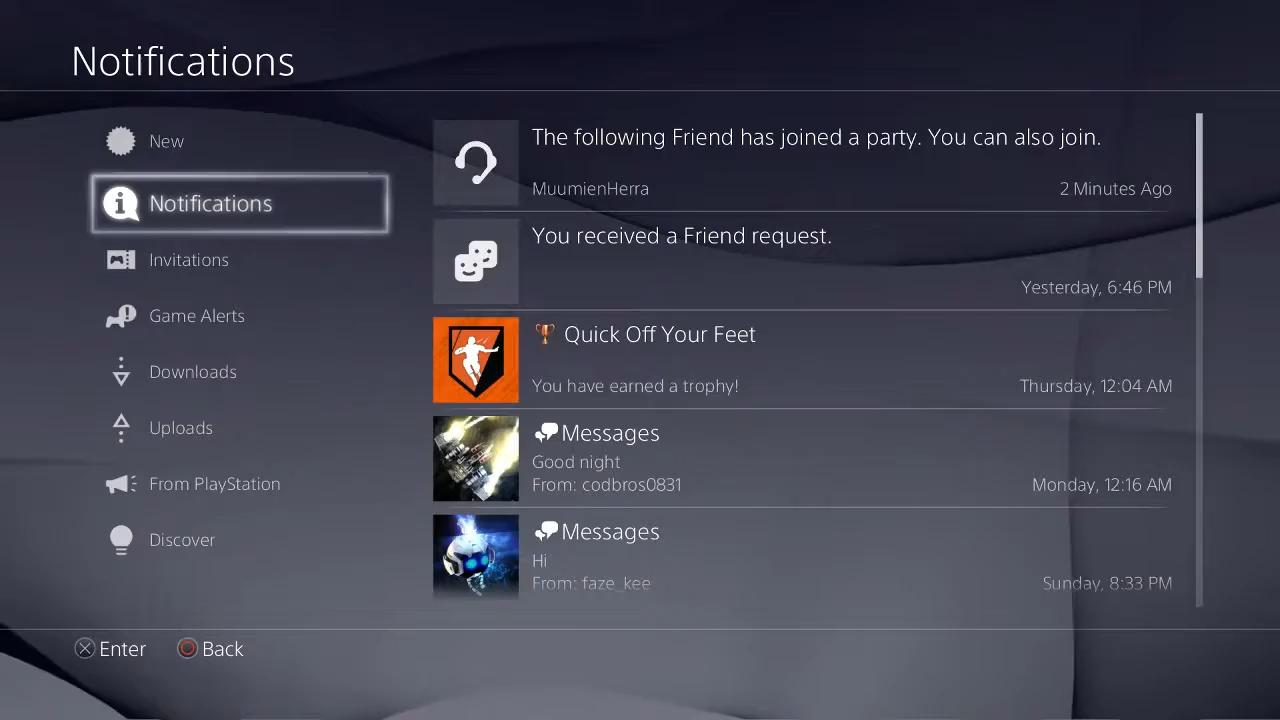 Notifications
New
Notifications
Invitations
Game Alerts
Downloads
Uploads
From PlayStation
Discover
The following Friend has joined a party. You can also join.
MuumienHerra 2 Minutes Ago
You received a Friend request.
Yesterday, 6:46 PM
Quick Off Your Feet
You have earned a trophy! Thursday, 12:04 AM
Messages
Good night
From: codbros0831 Monday, 12:16 AM
Messages
Hi
From: faze_kee Sunday, 8:33 PM
Enter Back